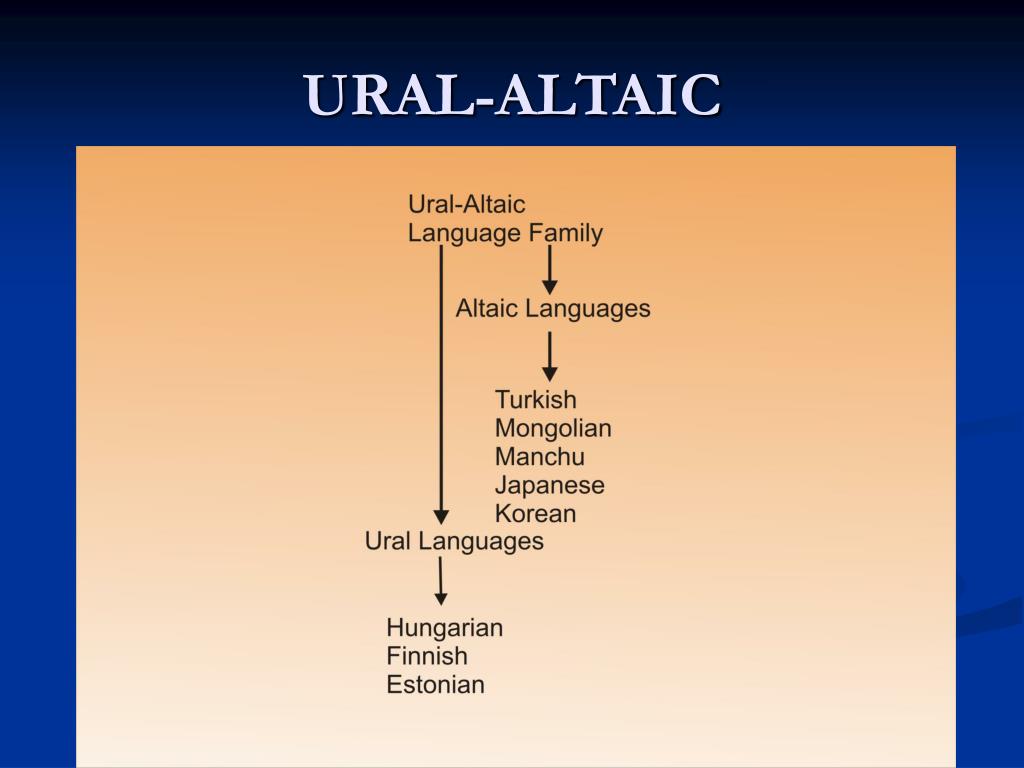 URAL-ALTAIC
Ural-Altaic
Language Family
Altaic Languages
Turkish
Mongolian
Manchu
Japanese
Korean
Ural Languages
Hungarian
Finnish
Estonian